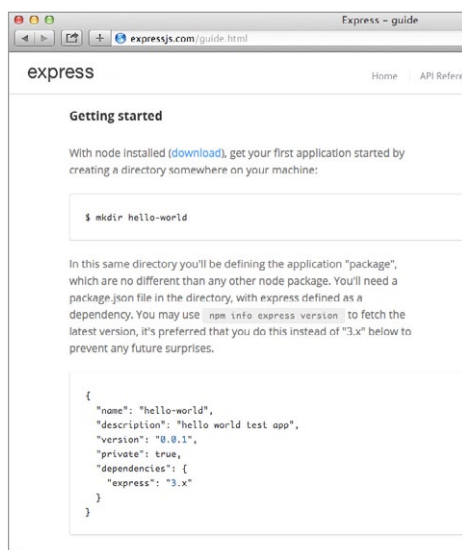 Express – guide
expressjs.com/guide.html
express
Home
API Refere
Getting started
With node installed (download), get your first application started by
creating a directory somewhere on your machine:
$ mkdir hello-world
In this same directory you'll be defining the application "package",
which are no different than any other node package. You'll need a
package.json file in the directory, with express defined as a
dependency. You may use npm info express version to fetch the
latest version, it's preferred that you do this instead of "3.x" below to
prevent any future surprises.
{
"name": "hello-world",
"description": "hello world test app",
"version": "0.0.1",
"private": true,
"dependencies": {
"express": "3.x"
}
}